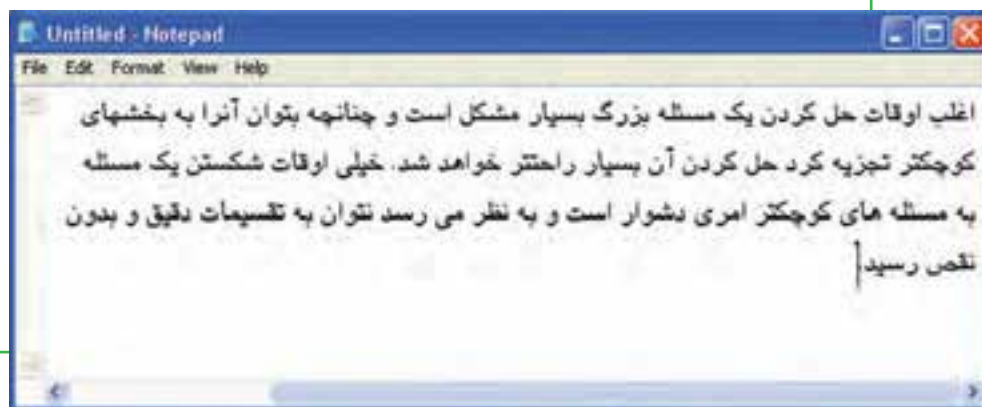 Untitled - Notepad
File Edit Format View Help
اغلب اوقات حل کردن یک مسئله بزرگ بسیار مشکل است و چنانچه بتوان آنرا به بخشهای
کوچکتر تجزیه کرد حل کردن آن بسیار راحتتر خواهد شد. خیلی اوقات شکستن یک مسئله
به مسئله های کوچکتر امری دشوار است و به نظر می رسد نتوان به تقسیمات دقیق و بدون
نقص رسید.